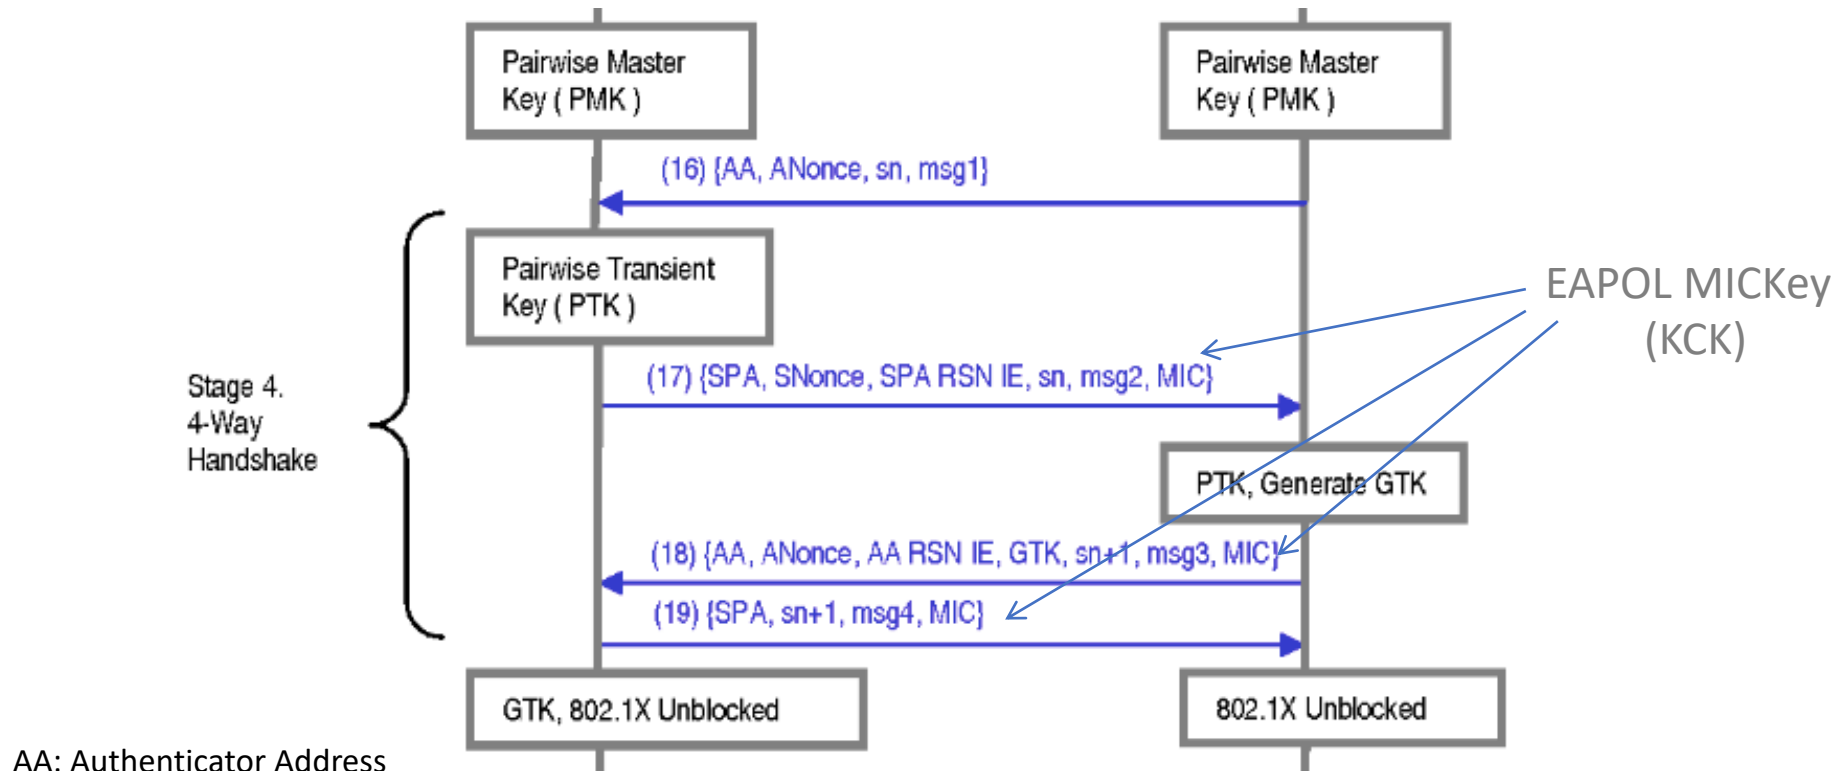 Pairwise Master
Key ( PMK )
Pairwise Master
Key ( PMK )
(16) {AA, ANonce, sn, msg1}
Pairwise Transient
Key ( PTK )
EAPOL MICKey
(KCK)
(17) {SPA, SNonce, SPA RSN IE, sn, msg2, MIC}
Stage 4.
4-Way
Handshake
PTK, Generate GTK
(18) {AA, ANonce, AA RSN IE, GTK, sn+1, msg3, MIC}
(19) {SPA, sn+1, msg4, MIC}
GTK, 802.1X Unblocked
802.1X Unblocked
AA: Authenticator Address